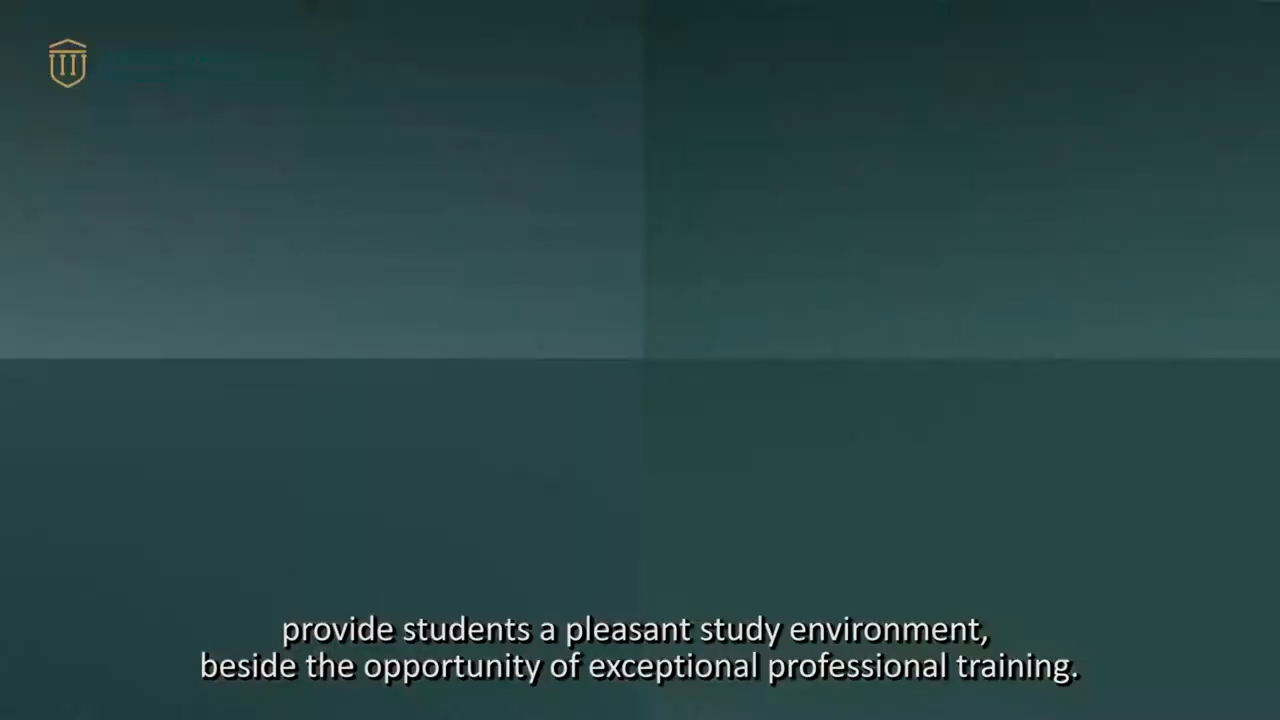 provide students a pleasant study environment,
beside the opportunity of exceptional professional training.